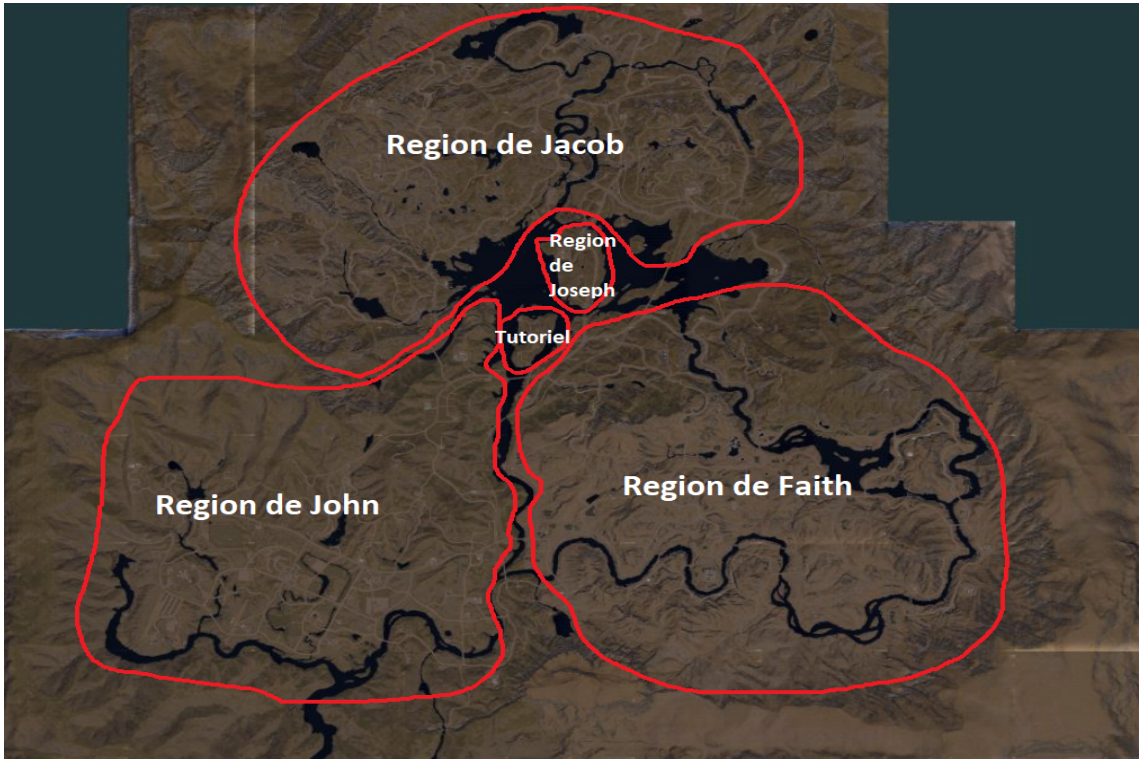 Region de Jacob
Region
de
Joseph
Tutoriel
Region de John
Region de Faith